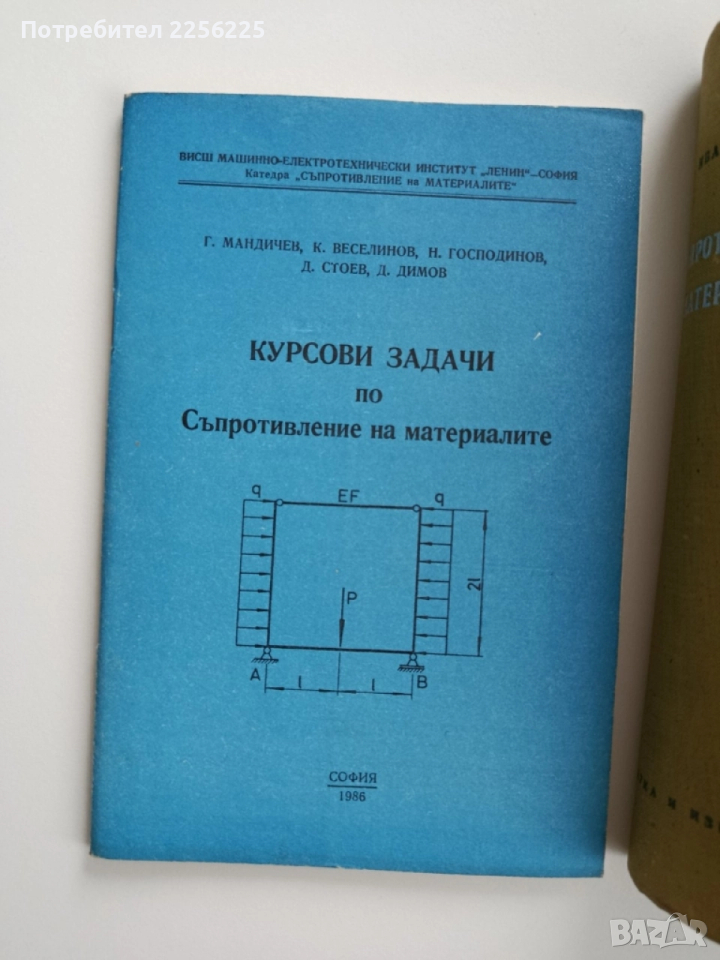 Потребител 2256225
ВИСШ МАШИННО-ЕЛЕКТРОТЕХНИЧЕСКИ ИНСТИТУТ „ЛЕНИН“-СОФИЯ
Катедра „СЪПРОТИВЛЕНИЕ на МАТЕРИАЛИТЕ“
Г. МАНДИЧЕВ, К. ВЕСЕЛИНОВ, Н. ГОСПОДИНОВ,
Д. СТОЕВ, Д. ДИМОВ
КУРСОВИ ЗАДАЧИ
ПО
Съпротивление на материалите
q EF q
2l
P
A l l B
СОФИЯ
1986
BAZAR